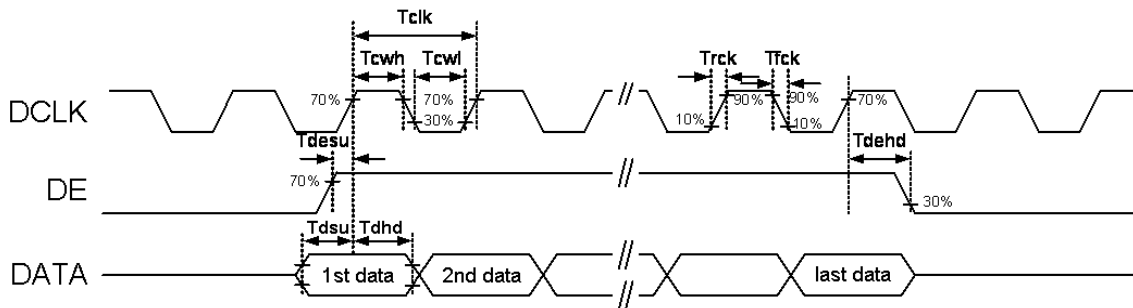 Tclk
Tcwh Tcwl Trck Tfck
DCLK 70% 70% 30% 90% 90% 70% 10% 10%
Tdesu Tdehd
DE 70% 30%
Tdsu Tdhd
DATA 1st data 2nd data last data